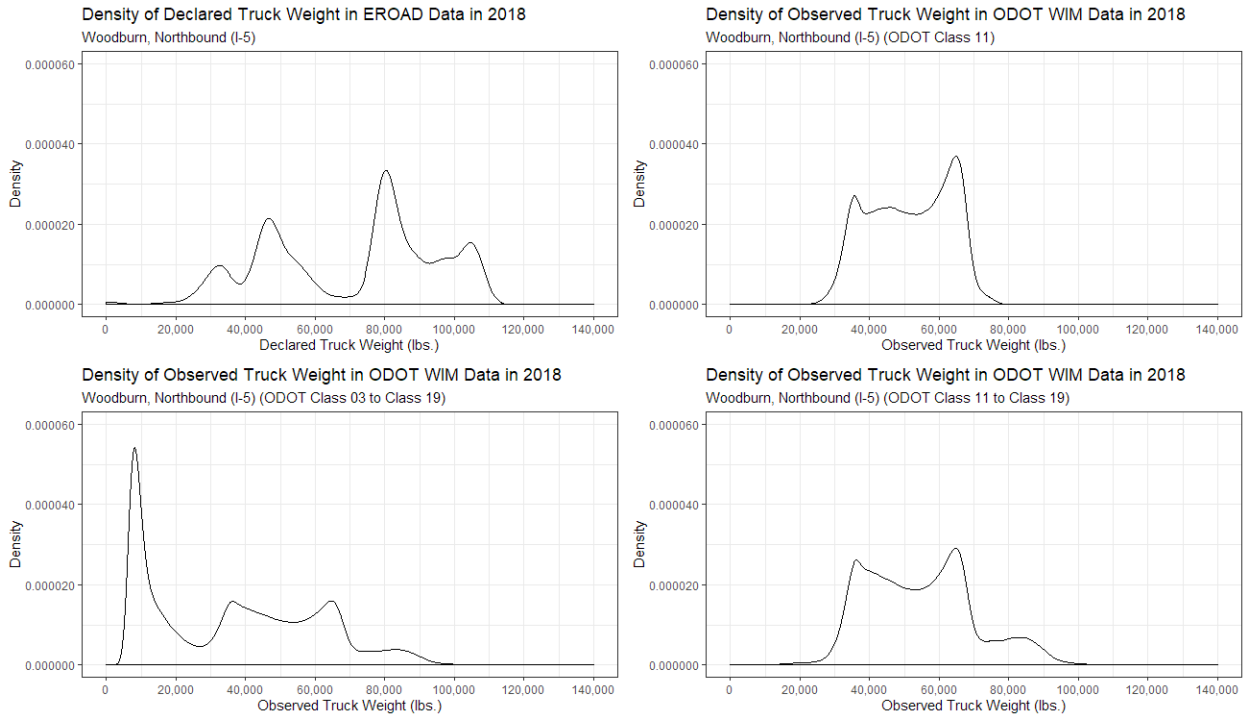 Density of Declared Truck Weight in EROAD Data in 2018
Woodburn, Northbound (I-5)
0.000060
0.000040
0.000020
0.000000
Density
0 20,000 40,000 60,000 80,000 100,000 120,000 140,000
Declared Truck Weight (lbs.)
Density of Observed Truck Weight in ODOT WIM Data in 2018
Woodburn, Northbound (I-5) (ODOT Class 11)
0.000060
0.000040
0.000020
0.000000
Density
0 20,000 40,000 60,000 80,000 100,000 120,000 140,000
Observed Truck Weight (lbs.)
Density of Observed Truck Weight in ODOT WIM Data in 2018
Woodburn, Northbound (I-5) (ODOT Class 03 to Class 19)
0.000060
0.000040
0.000020
0.000000
Density
0 20,000 40,000 60,000 80,000 100,000 120,000 140,000
Observed Truck Weight (lbs.)
Density of Observed Truck Weight in ODOT WIM Data in 2018
Woodburn, Northbound (I-5) (ODOT Class 11 to Class 19)
0.000060
0.000040
0.000020
0.000000
Density
0 20,000 40,000 60,000 80,000 100,000 120,000 140,000
Observed Truck Weight (lbs.)